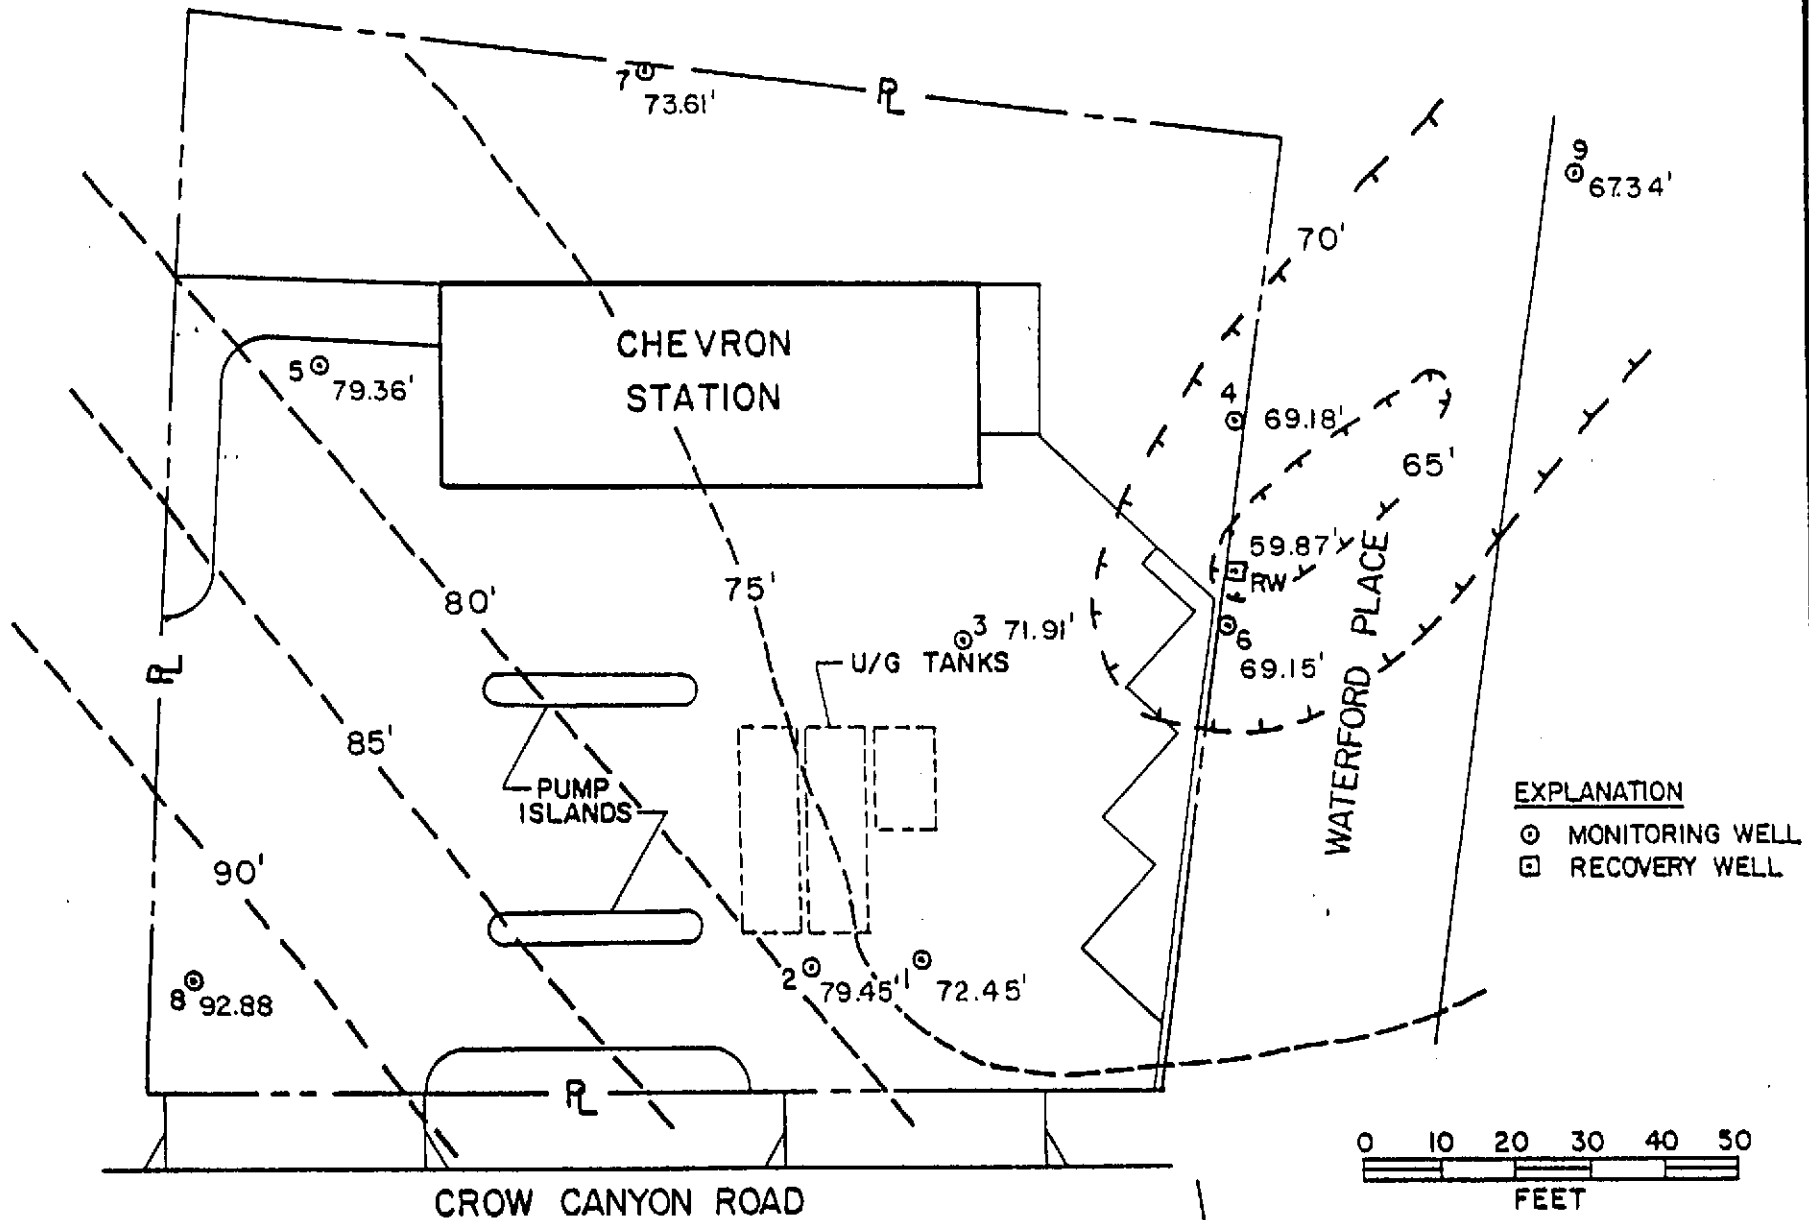 7
73.61'
PL
9
67.34'
70'
CHEVRON
STATION
5
79.36'
4
69.18'
65'
59.87'
RW
75'
80'
3 71.91'
6
69.15'
U/G TANKS
WATERFORD PLACE
PL
85'
PUMP
ISLANDS
90'
EXPLANATION
MONITORING WELL
RECOVERY WELL
8 92.88
2 79.45'
1 72.45'
PL
0 10 20 30 40 50
FEET
CROW CANYON ROAD